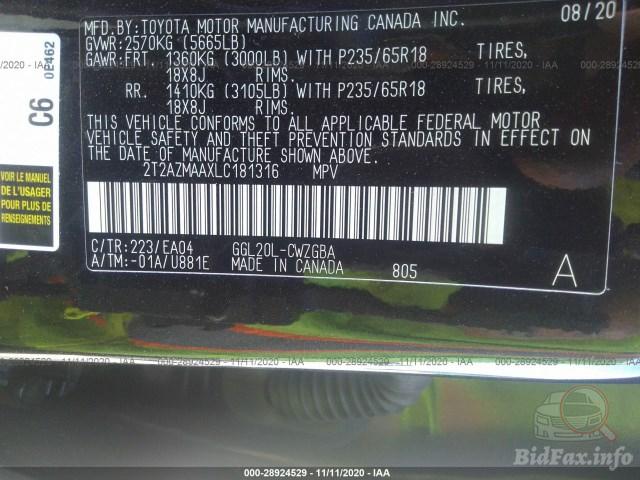 MFD. BY: TOYOTA MOTOR MANUFACTURING CANADA INC. 08/20
GVWR: 2570KG (5665LB)
GAWR: FRT. 1360KG (3000LB) WITH P235/65R18 TIRES,
18X8J RIMS.
RR. 1410KG (3105LB) WITH P235/65R18 TIRES,
18X8J RIMS.
THIS VEHICLE CONFORMS TO ALL APPLICABLE FEDERAL MOTOR
VEHICLE SAFETY AND THEFT PREVENTION STANDARDS IN EFFECT ON
THE DATE OF MANUFACTURE SHOWN ABOVE.
2T2AZMAAXLC181316 MPV
C/TR: 223/EA04 GGL20L-CWZGBA
A/TM: -01A/U881E MADE IN CANADA 805 A
C6
0E462
VOIR LE MANUEL
DE L'USAGER
POUR PLUS DE
RENSEIGNEMENTS
000-28924529 - 11/11/2020 - IAA
BidFax.info